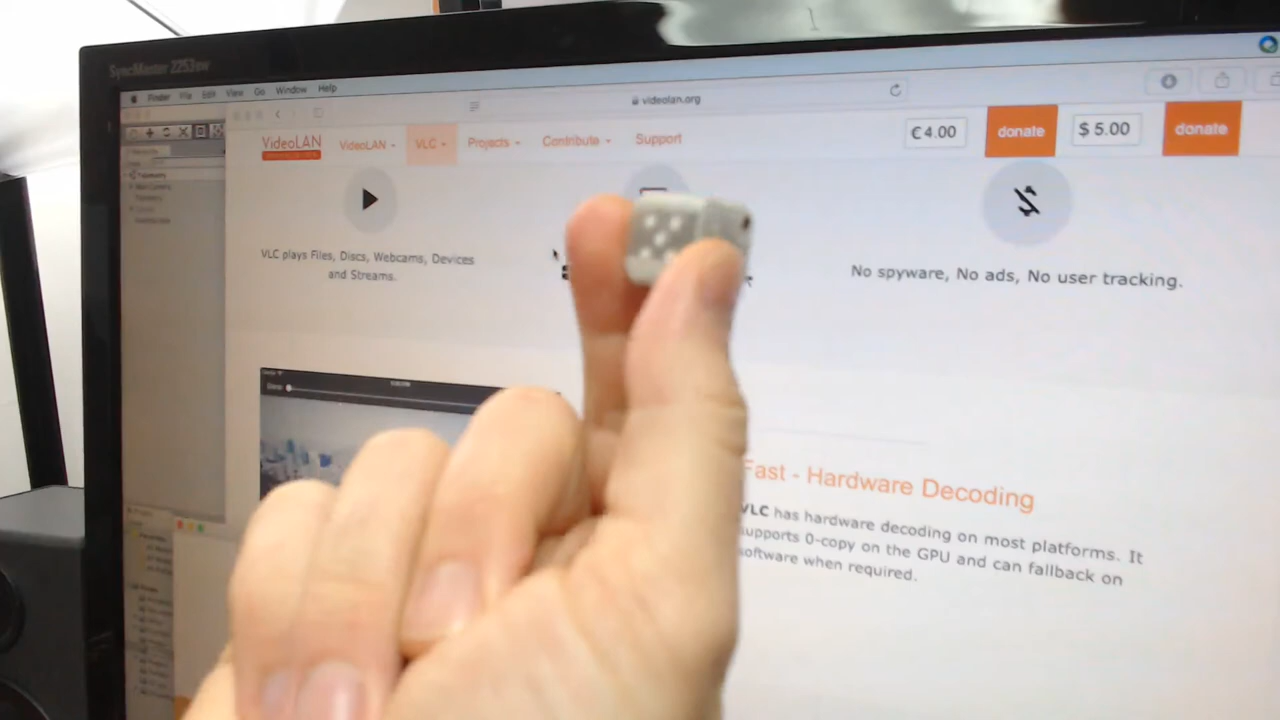 SyncMaster 2253BW
Finder File Edit View Go Window Help
videolan.org
VideoLAN
VideoLAN
VLC
Projects
Contribute
Support
€ 4.00
donate
$ 5.00
donate
VLC plays Files, Discs, Webcams, Devices
and Streams.
No spyware, No ads, No user tracking.
Done
Fast - Hardware Decoding
VLC has hardware decoding on most platforms. It
supports 0-copy on the GPU and can fallback on
software when required.